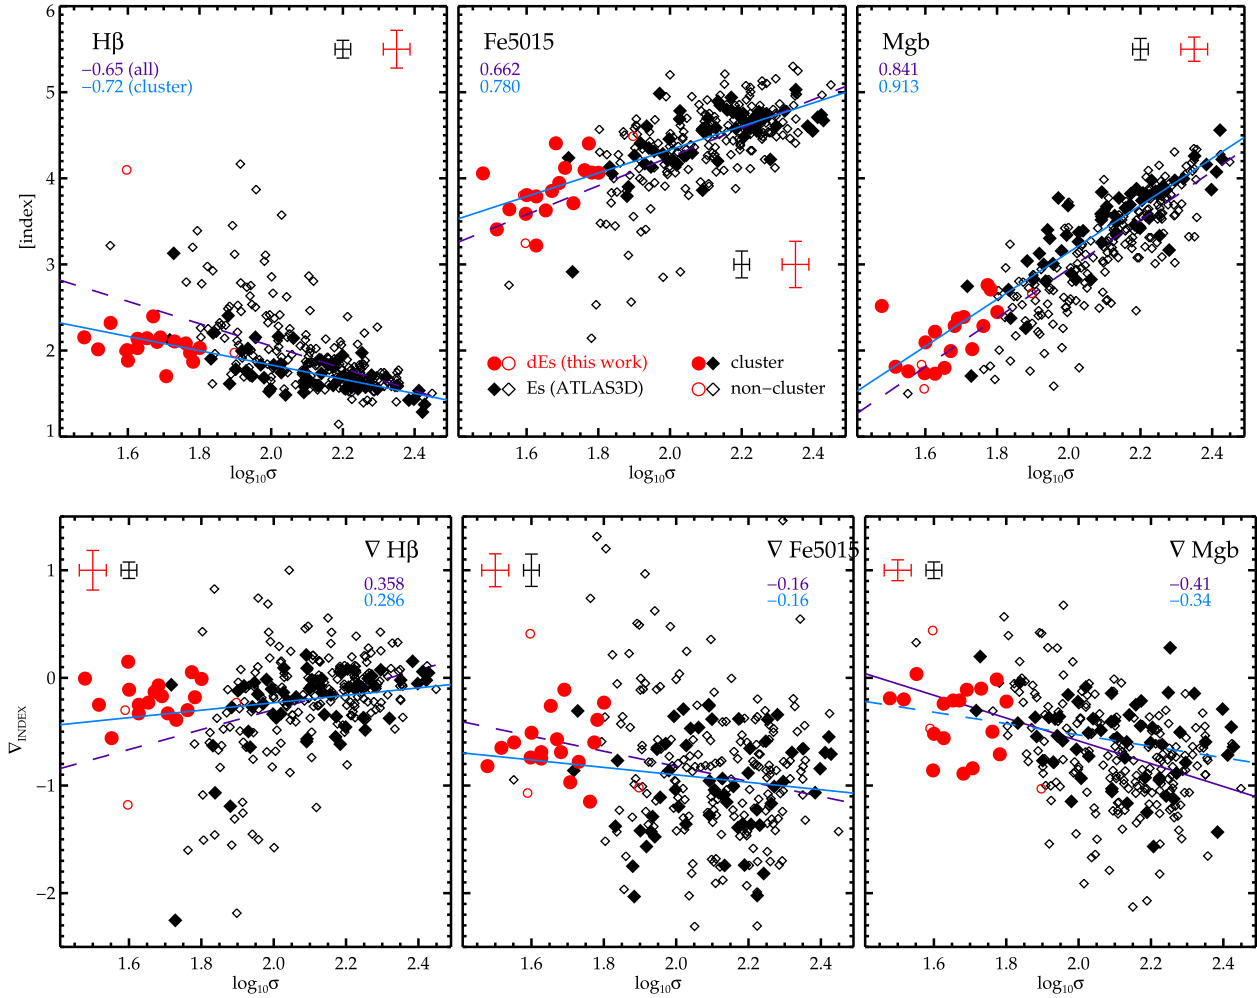 Hβ
−0.65 (all)
−0.72 (cluster)
Fe5015
0.662
0.780
Mgb
0.841
0.913
6
5
4
3
2
1
[index]
dEs (this work)
cluster
Es (ATLAS3D)
non−cluster
1.6 1.8 2.0 2.2 2.4
1.6 1.8 2.0 2.2 2.4
1.6 1.8 2.0 2.2 2.4
log₁₀σ
log₁₀σ
log₁₀σ
∇ Hβ
0.358
0.286
∇ Fe5015
−0.16
−0.16
∇ Mgb
−0.41
−0.34
1
0
−1
−2
∇INDEX
1.6 1.8 2.0 2.2 2.4
1.6 1.8 2.0 2.2 2.4
1.6 1.8 2.0 2.2 2.4
log₁₀σ
log₁₀σ
log₁₀σ